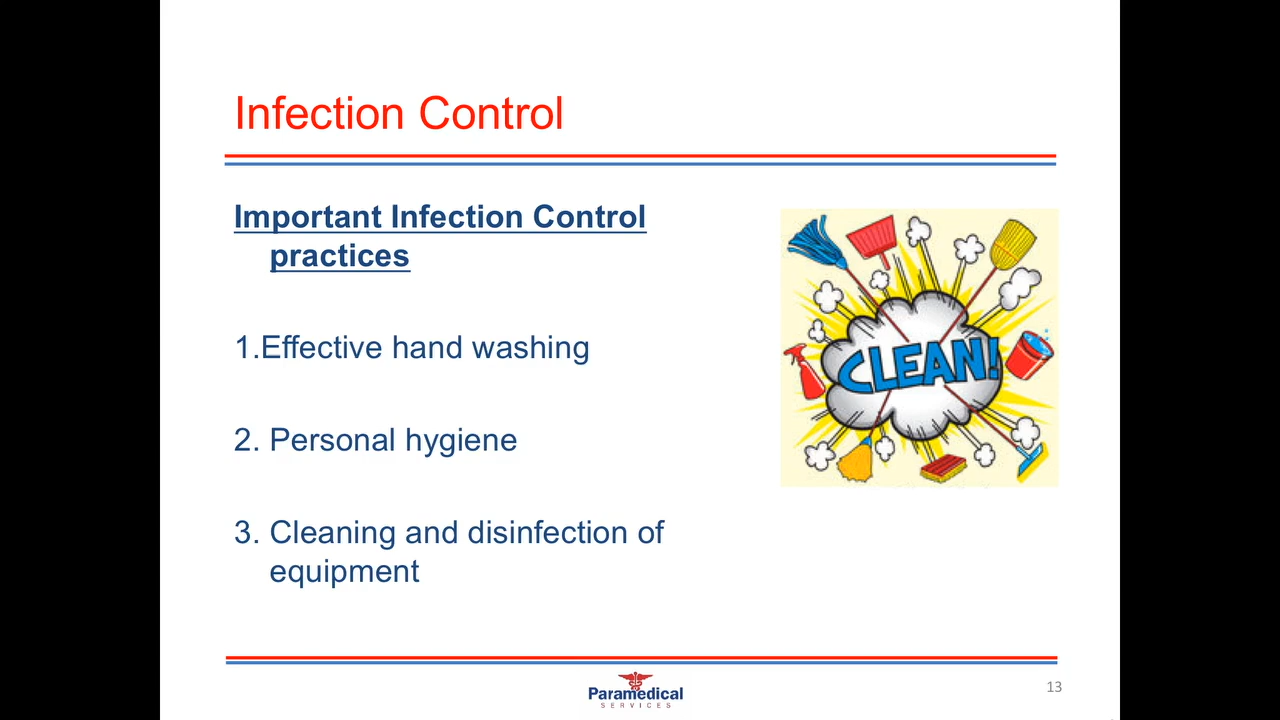 Infection Control
Important Infection Control
practices
1.Effective hand washing
2. Personal hygiene
3. Cleaning and disinfection of
equipment
CLEAN!
Paramedical
SERVICES
13